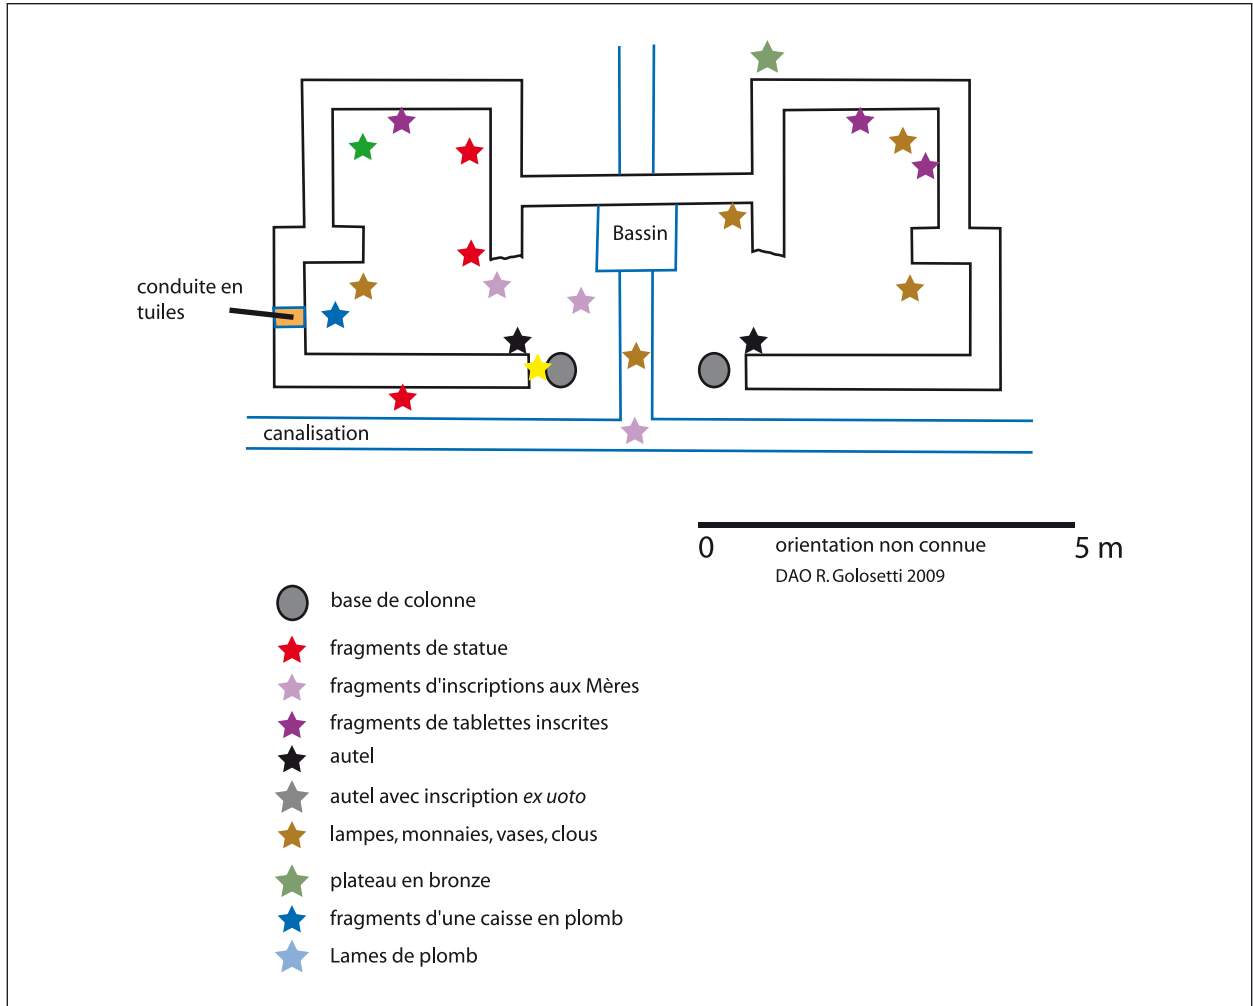 Bassin
conduite en
tuiles
canalisation
0
5 m
orientation non connue
DAO R. Golosetti 2009
base de colonne
fragments de statue
fragments d'inscriptions aux Mères
fragments de tablettes inscrites
autel
autel avec inscription ex uoto
lampes, monnaies, vases, clous
plateau en bronze
fragments d'une caisse en plomb
Lames de plomb